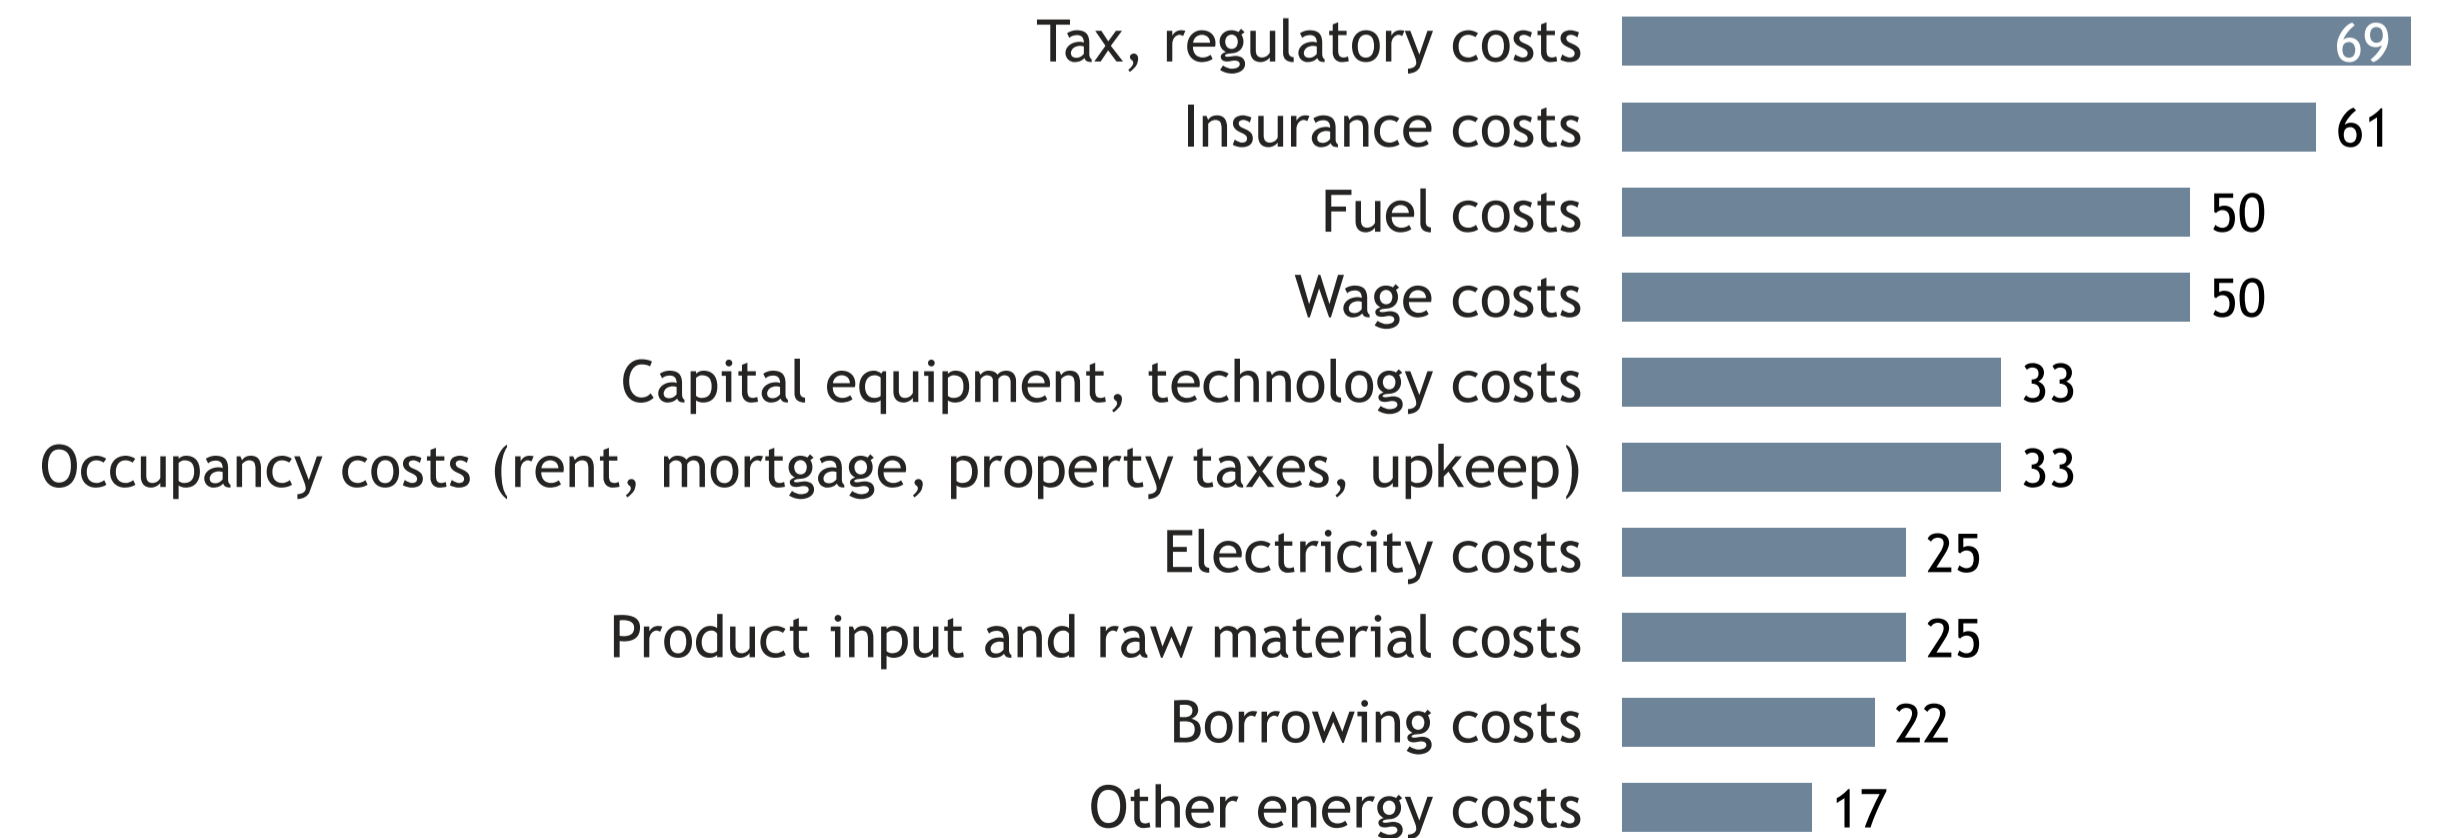 Tax, regulatory costs 69
Insurance costs 61
Fuel costs 50
Wage costs 50
Capital equipment, technology costs 33
Occupancy costs (rent, mortgage, property taxes, upkeep) 33
Electricity costs 25
Product input and raw material costs 25
Borrowing costs 22
Other energy costs 17